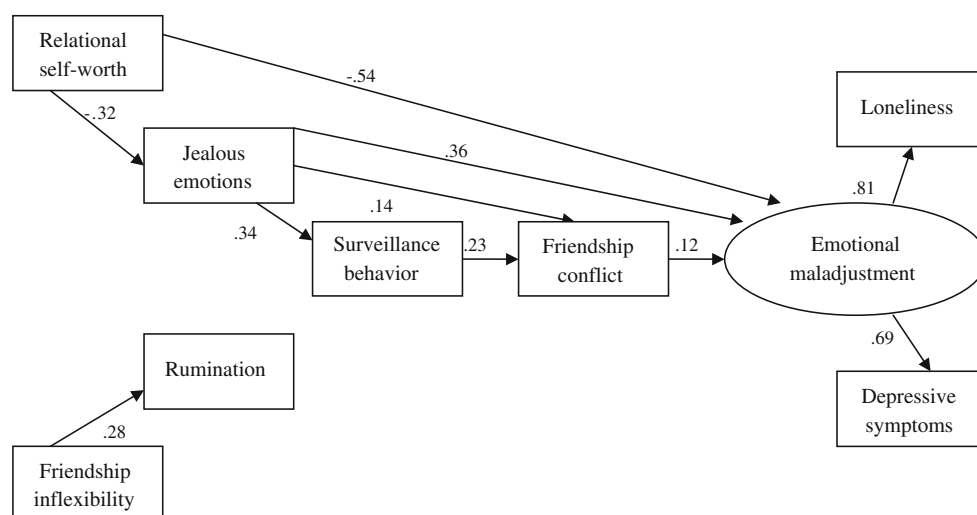 Relational
self-worth
-.54
-.32
Loneliness
Jealous
emotions
.36
.81
.14
.34
Surveillance
behavior
.23
Friendship
conflict
.12
Emotional
maladjustment
.69
Rumination
Depressive
symptoms
.28
Friendship
inflexibility